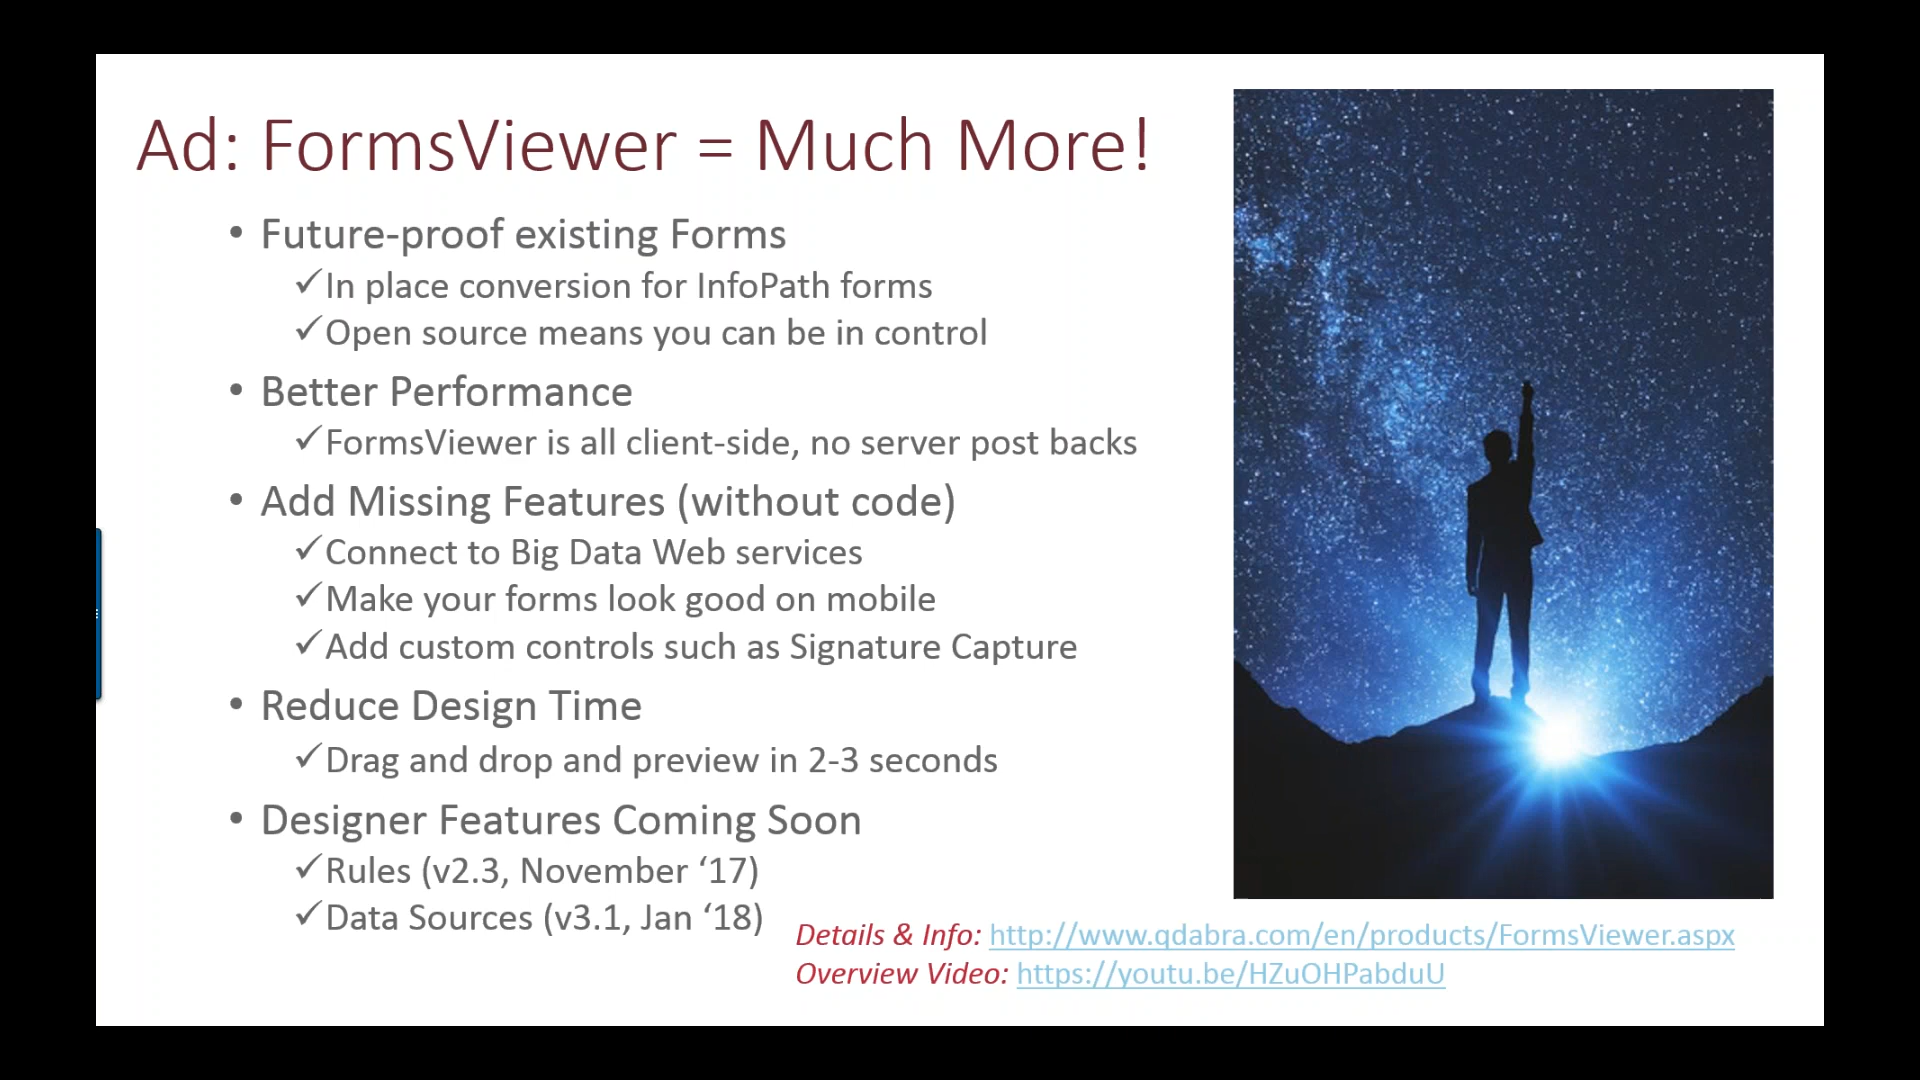 Ad: FormsViewer = Much More!
• Future-proof existing Forms
✓In place conversion for InfoPath forms
✓Open source means you can be in control
• Better Performance
✓FormsViewer is all client-side, no server post backs
• Add Missing Features (without code)
✓Connect to Big Data Web services
✓Make your forms look good on mobile
✓Add custom controls such as Signature Capture
• Reduce Design Time
✓Drag and drop and preview in 2-3 seconds
• Designer Features Coming Soon
✓Rules (v2.3, November ‘17)
✓Data Sources (v3.1, Jan ‘18)
Details & Info: http://www.qdabra.com/en/products/FormsViewer.aspx
Overview Video: https://youtu.be/HZuOHPabduU